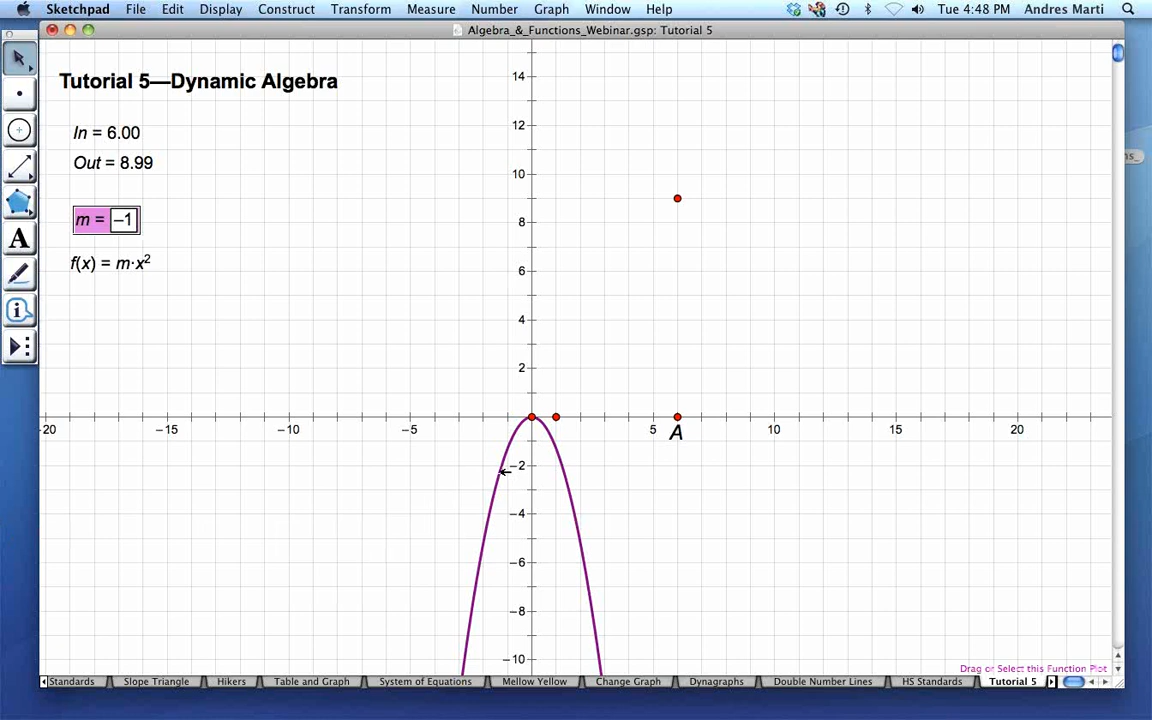 Sketchpad File Edit Display Construct Transform Measure Number Graph Window Help Tue 4:48 PM Andres Marti
Algebra_&_Functions_Webinar.gsp: Tutorial 5
Tutorial 5—Dynamic Algebra
In = 6.00
Out = 8.99
m = –1
f(x) = m·x²
14
12
10
8
6
4
2
-20 -15 -10 -5 5 10 15 20
A
-2
-4
-6
-8
-10
ns_
A
Drag or Select this Function Plot
Standards Slope Triangle Hikers Table and Graph System of Equations Mellow Yellow Change Graph Dynagraphs Double Number Lines HS Standards Tutorial 5